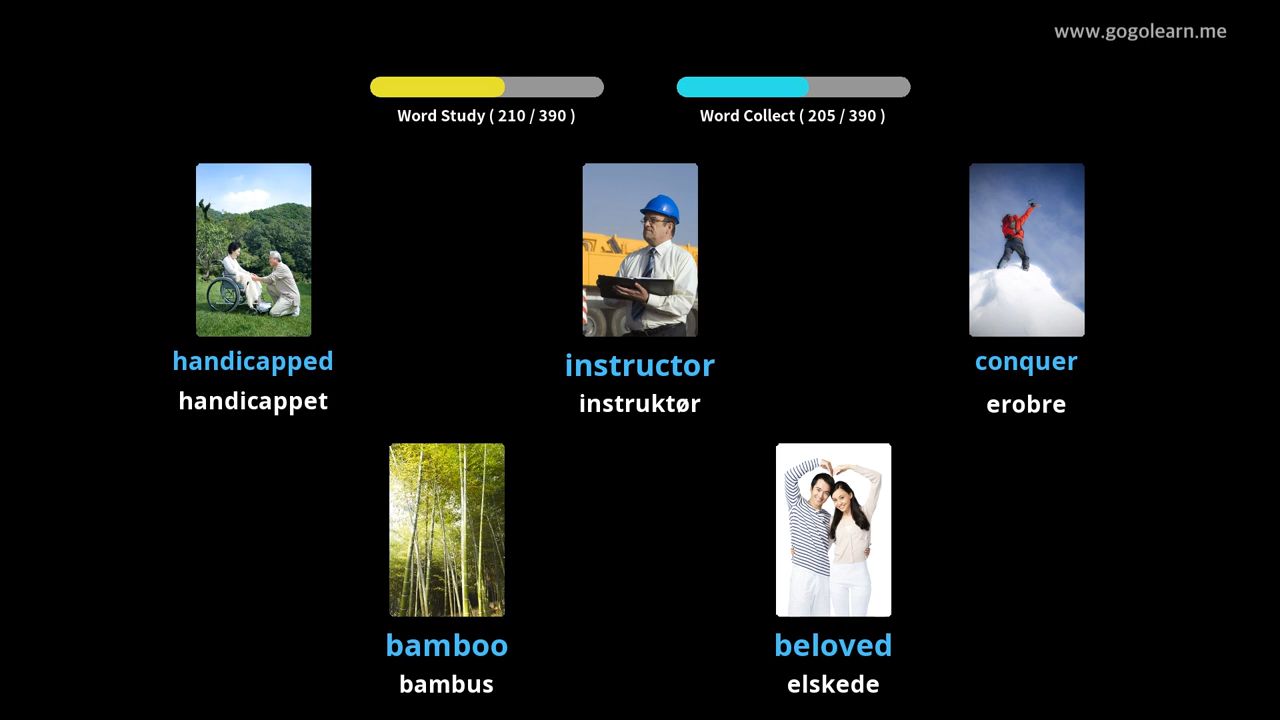 www.gogolearn.me
Word Study ( 210 / 390 )
Word Collect ( 205 / 390 )
handicapped
handicappet
instructor
instruktør
conquer
erobre
bamboo
bambus
beloved
elskede